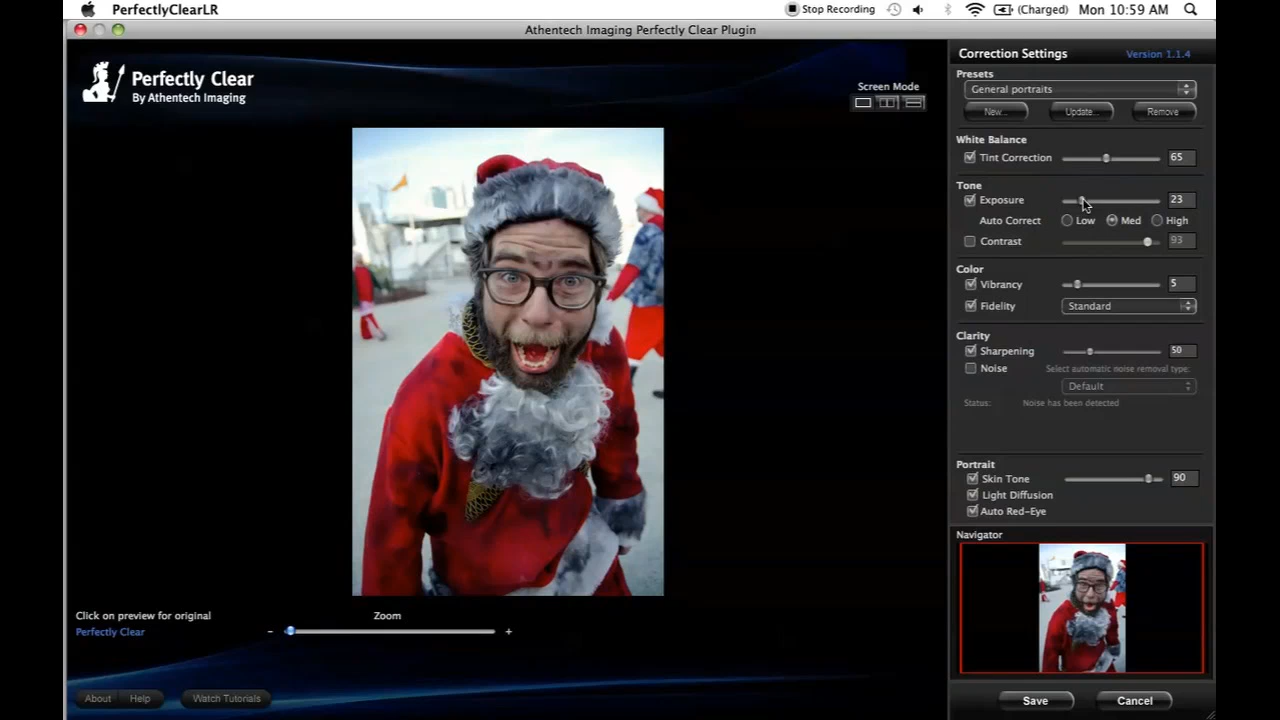 PerfectlyClearLR
Stop Recording
(Charged)
Mon 10:59 AM
Athentech Imaging Perfectly Clear Plugin
Perfectly Clear
By Athentech Imaging
Screen Mode
Correction Settings
Version 1.1.4
Presets
General portraits
New...
Update...
Remove
White Balance
Tint Correction
65
Tone
Exposure
23
Auto Correct
Low
Med
High
Contrast
93
Color
Vibrancy
5
Fidelity
Standard
Clarity
Sharpening
50
Noise
Select automatic noise removal type:
Default
Status:
Noise has been detected
Portrait
Skin Tone
90
Light Diffusion
Auto Red-Eye
Navigator
Click on preview for original
Perfectly Clear
Zoom
-
+
About
Help
Watch Tutorials
Save
Cancel